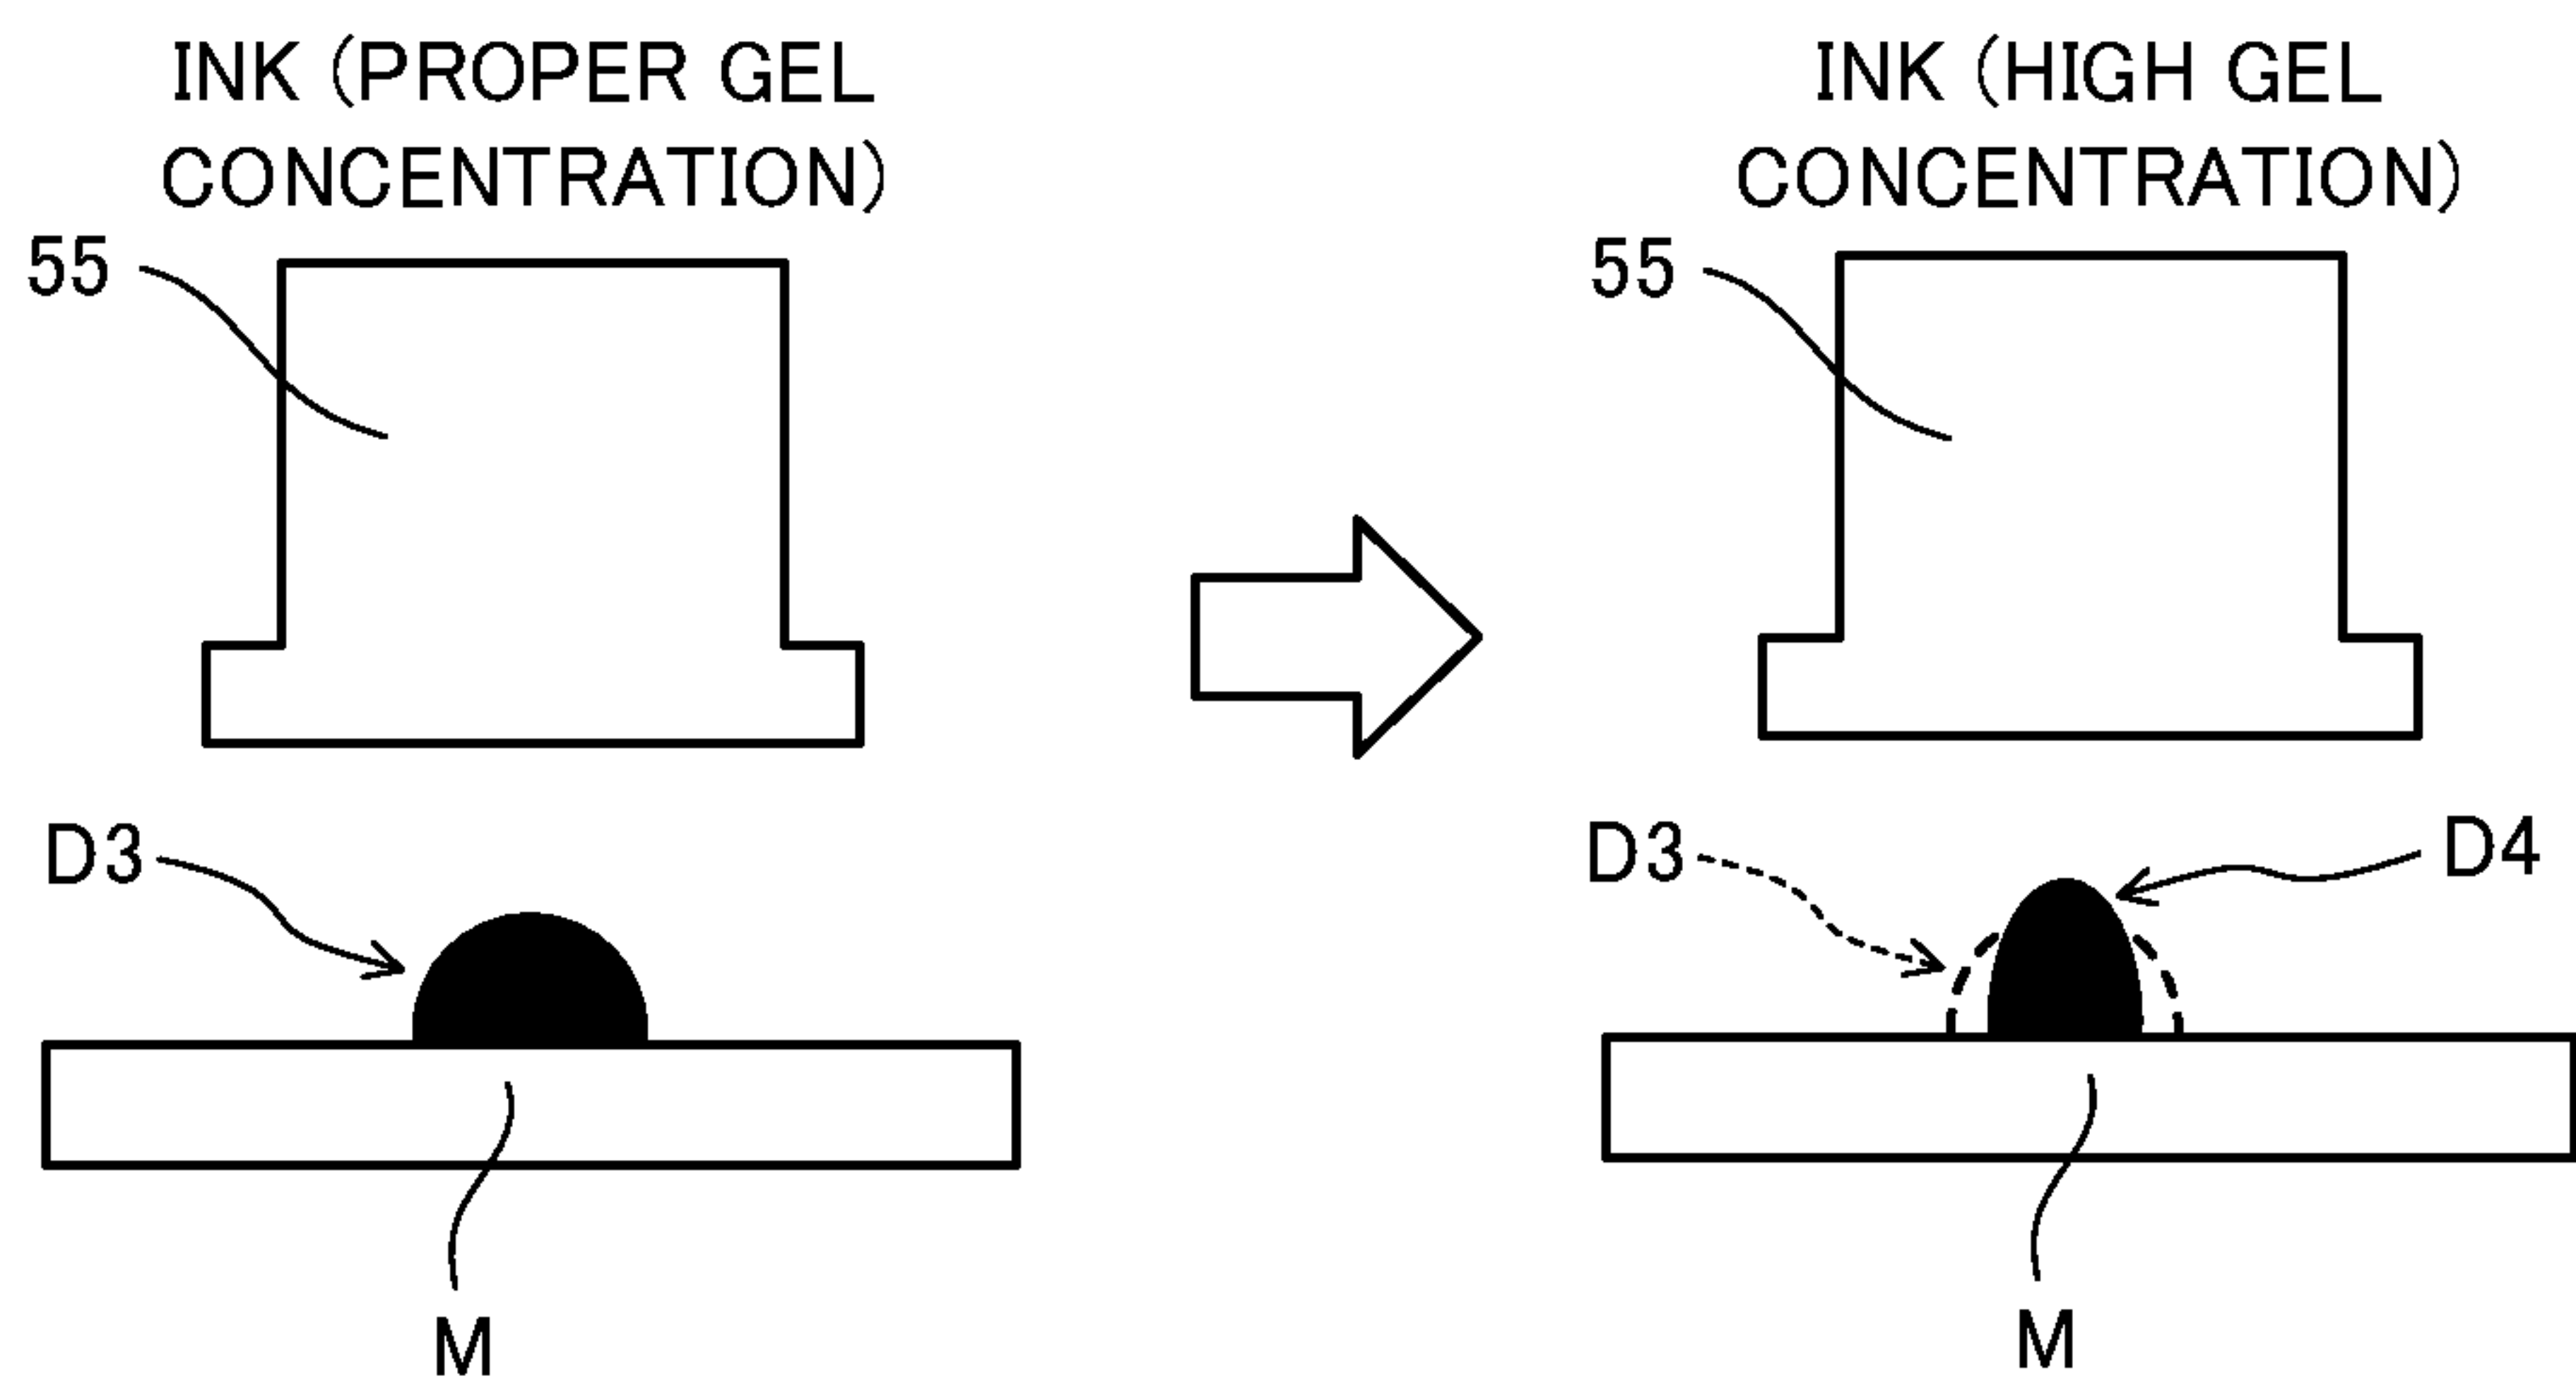 INK (PROPER GEL
CONCENTRATION)
55
D3
M
INK (HIGH GEL
CONCENTRATION)
55
D3
D4
M